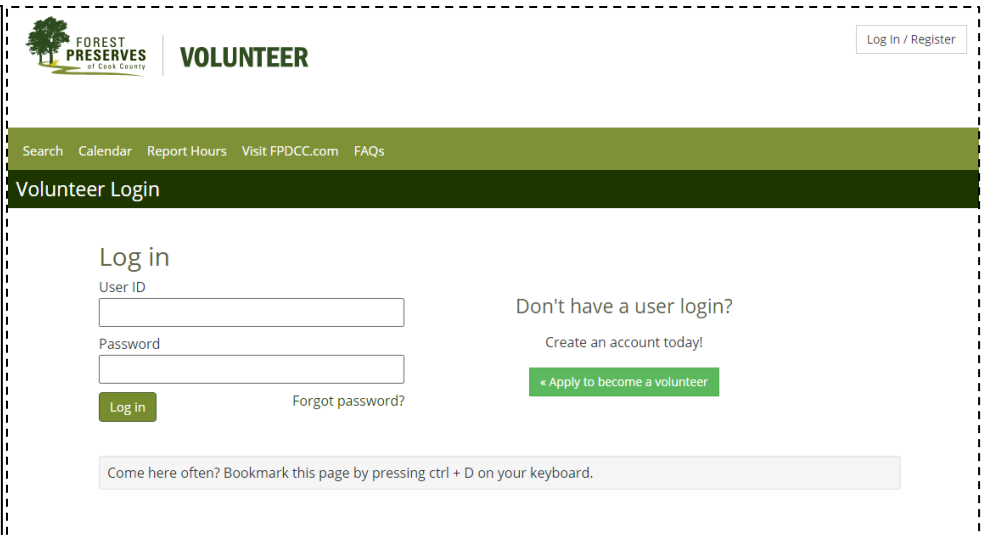 FOREST
PRESERVES
of Cook County
VOLUNTEER
Log In / Register
Search Calendar Report Hours Visit FPDCC.com FAQs
Volunteer Login
Log in
User ID
Password
Log in
Forgot password?
Don't have a user login?
Create an account today!
« Apply to become a volunteer
Come here often? Bookmark this page by pressing ctrl + D on your keyboard.